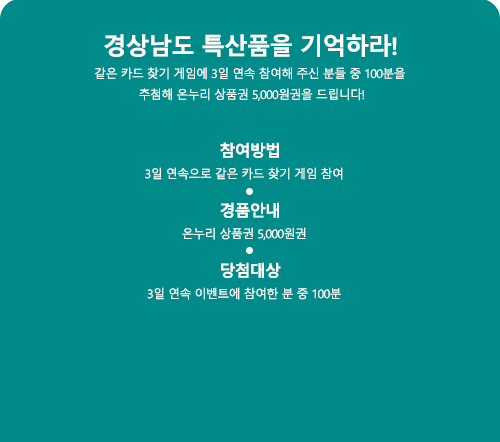 경상남도 특산품을 기억하라!
같은 카드 찾기 게임에 3일 연속 참여해 주신 분들 중 100분을
추첨해 온누리 상품권 5,000원권을 드립니다!
참여방법
3일 연속으로 같은 카드 찾기 게임 참여
경품안내
온누리 상품권 5,000원권
당첨대상
3일 연속 이벤트에 참여한 분 중 100분